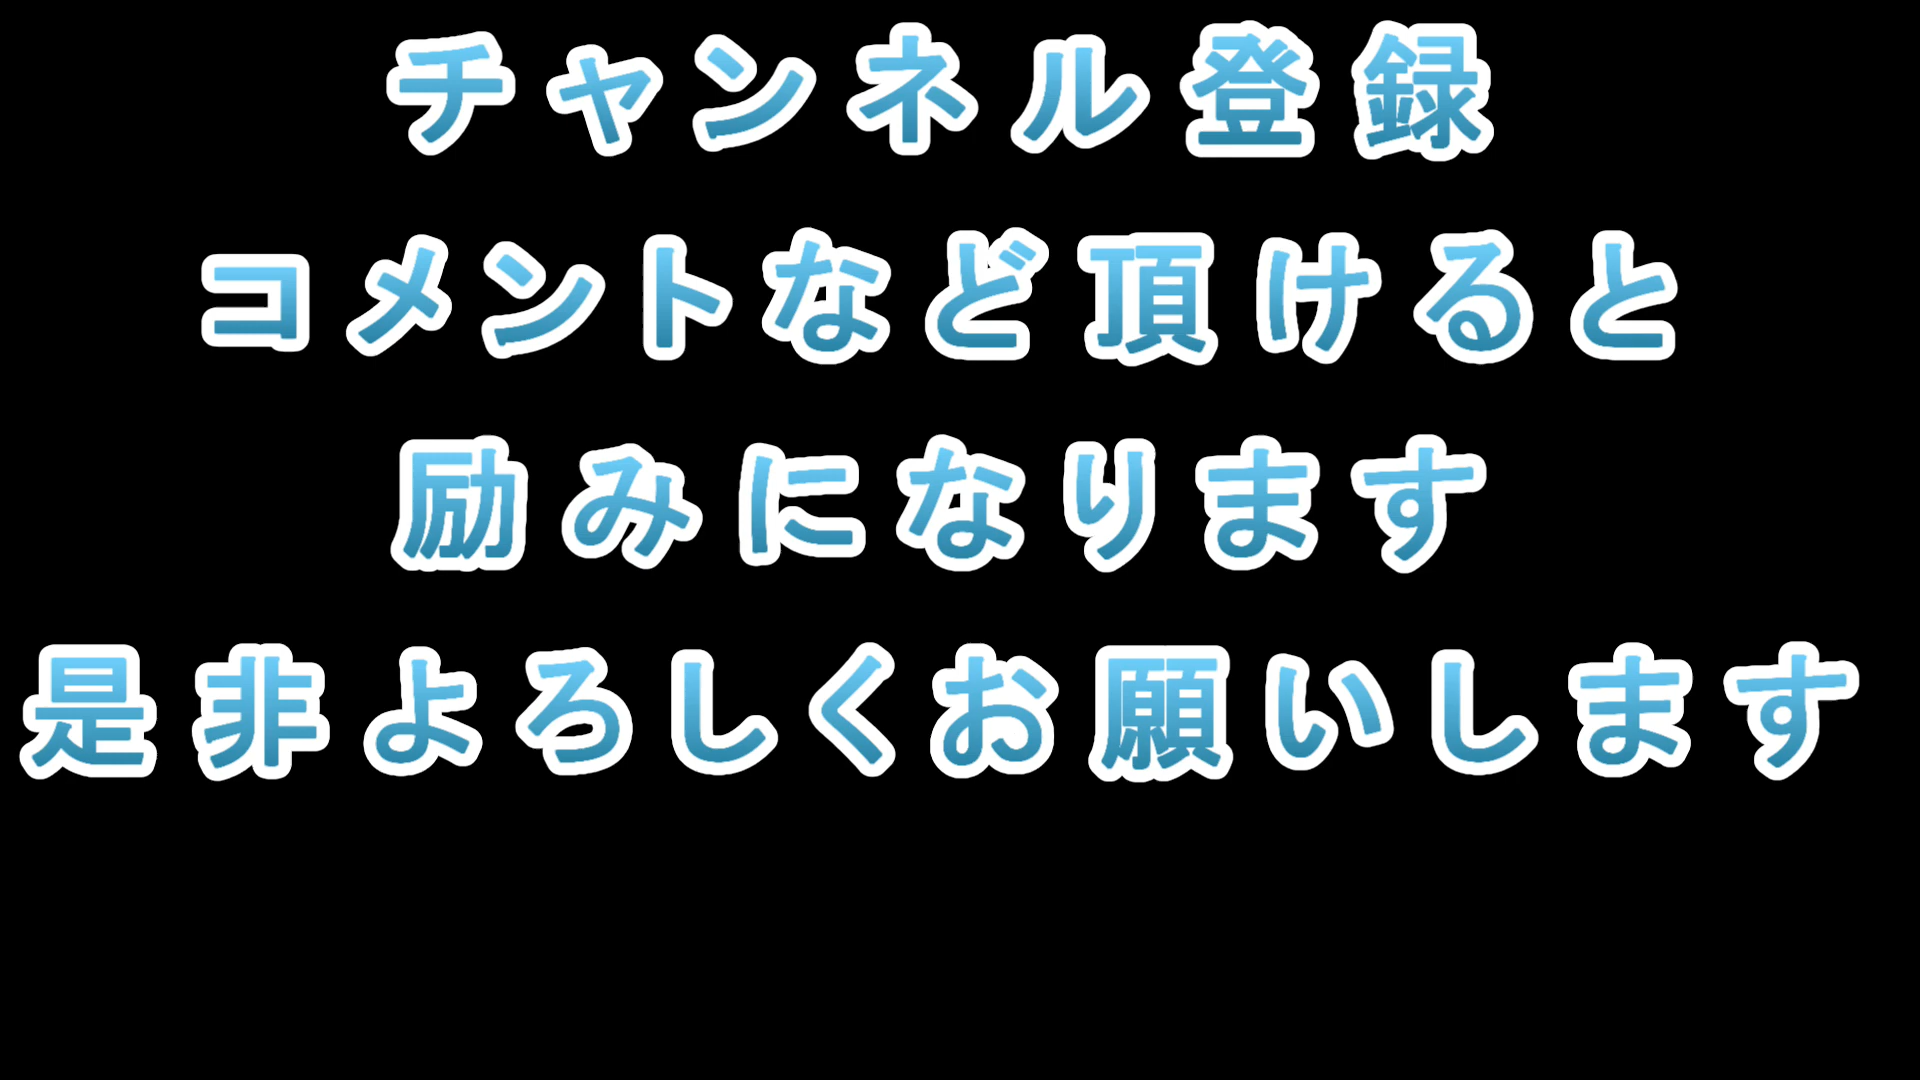 チャンネル登録
コメントなど頂けると
励みになります
是非よろしくお願いします